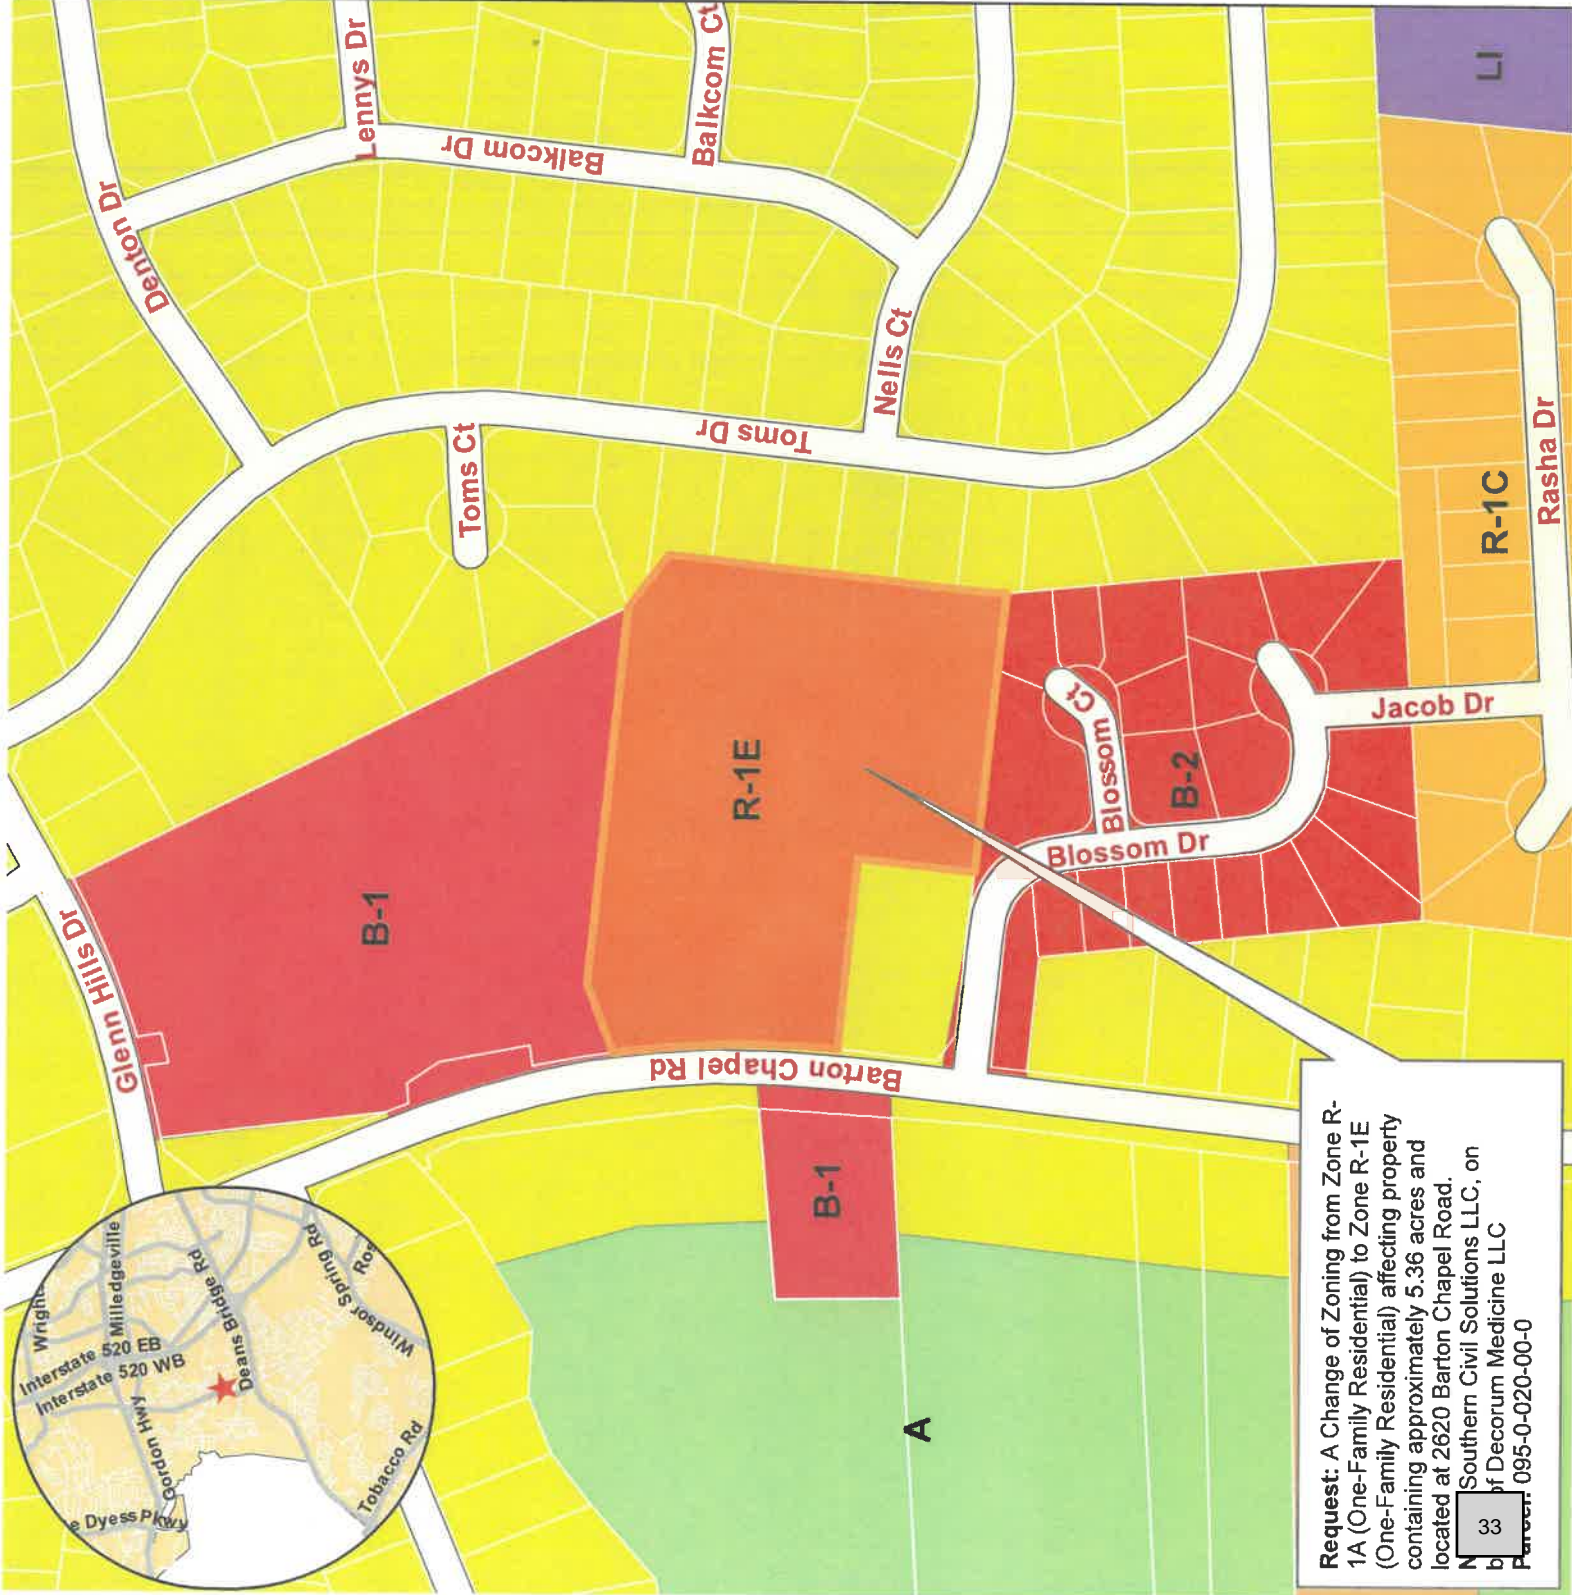 Lennys Dr
Balkcom Ct
Balkcom Dr
Balkcom Ct
Denton Dr
Nells Ct
Toms Dr
Toms Ct
LI
R-1C
Rasha Dr
Jacob Dr
R-1E
B-1
Glenn Hills Dr
Blossom Ct
B-2
Blossom Dr
Barton Chapel Rd
B-1
A
Milledgeville
Interstate 520 EB
Interstate 520 WB
Deans Bridge Rd
Windsor Spring Rd
Gordon Hwy
Tobacco Rd
e Dyess Pkwy
Request: A Change of Zoning from Zone R-
1A (One-Family Residential) to Zone R-1E
(One-Family Residential) affecting property
containing approximately 5.36 acres and
located at 2620 Barton Chapel Road.
Southern Civil Solutions LLC, on
of Decorum Medicine LLC
095-0-020-00-0
33